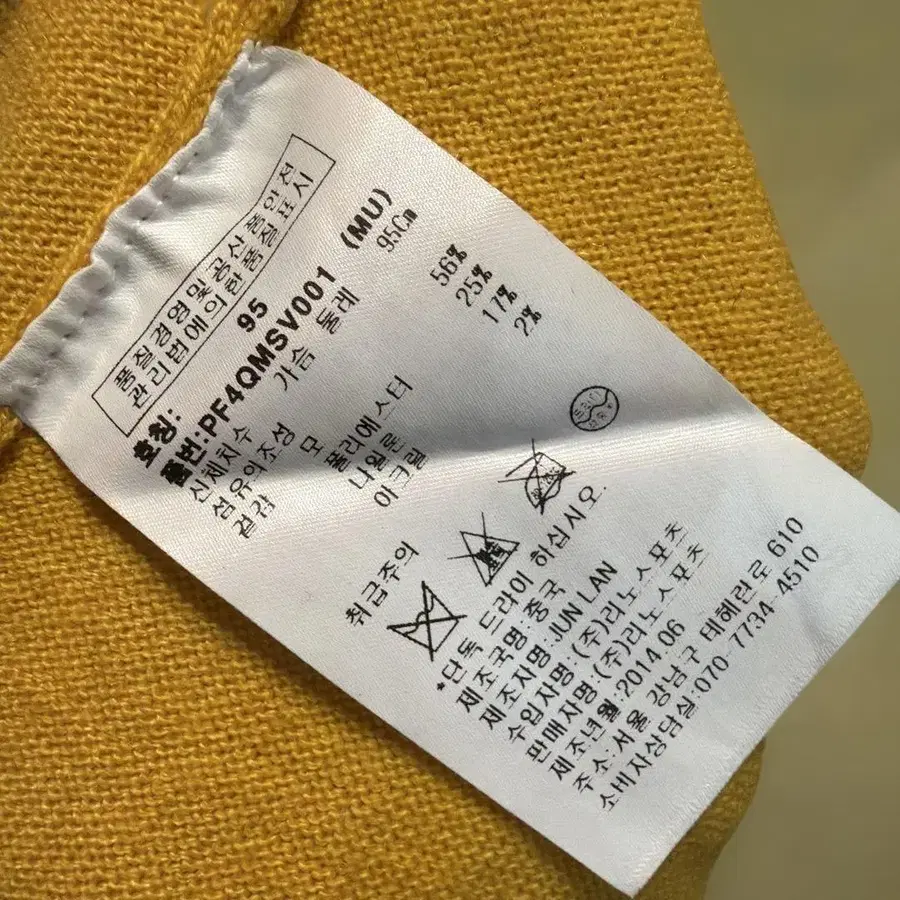 품질경영및공산품안전
관리법에의한품질표시
호칭: 95
품번:PF4QMSV001 (MU)
신체치수 가슴 둘레 95Cm
섬유의조성
겉감 모 56%
폴리에스터 25%
나일론 17%
아크릴 2%
취급주의
*단독 드라이 하십시오.
제조국명:중국
제조자명:JUN LAN
수입자명:(주)리노스포츠
판매자명:(주)리노스포츠
제조년월:2014.06
주소:서울 강남구 테헤란로 610
소비자상담실:070-7734-4510